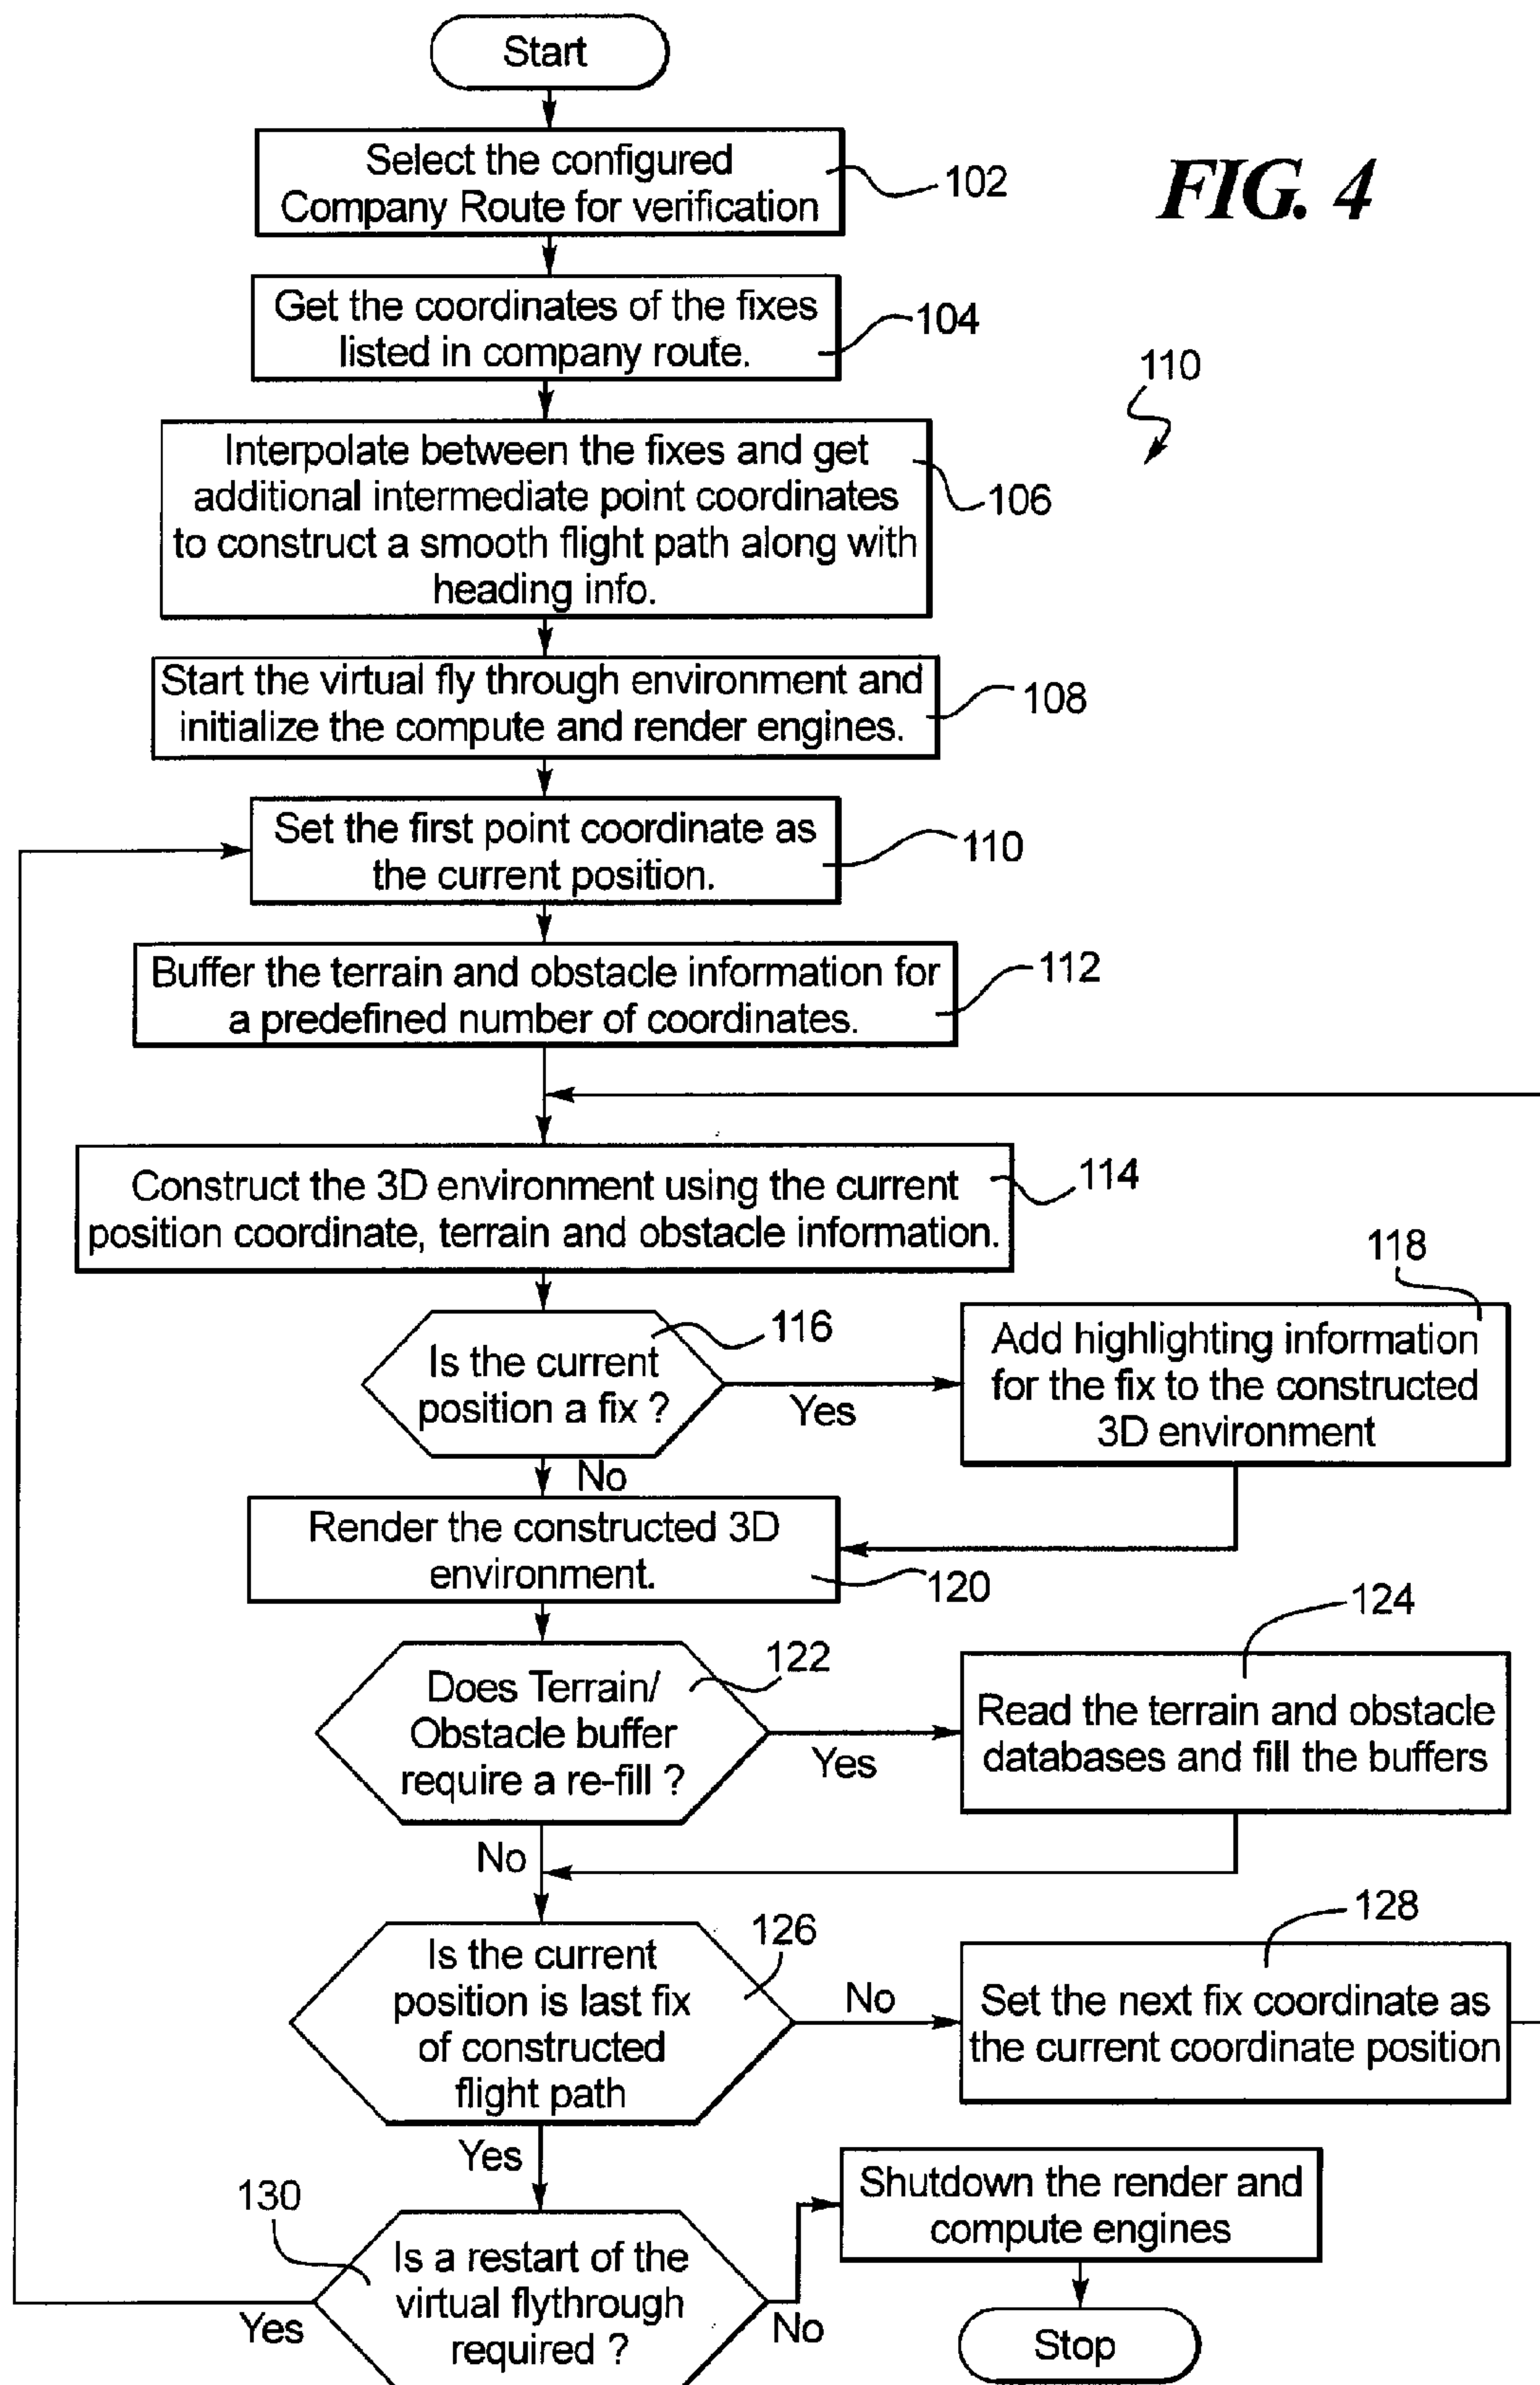 Start
Select the configured
Company Route for verification
102
FIG. 4
Get the coordinates of the fixes
listed in company route.
104
110
Interpolate between the fixes and get
additional intermediate point coordinates
to construct a smooth flight path along with
heading info.
106
Start the virtual fly through environment and
initialize the compute and render engines.
108
Set the first point coordinate as
the current position.
110
Buffer the terrain and obstacle information for
a predefined number of coordinates.
112
Construct the 3D environment using the current
position coordinate, terrain and obstacle information.
114
Is the current
position a fix ?
116
Yes
No
118
Add highlighting information
for the fix to the constructed
3D environment
Render the constructed 3D
environment.
120
Does Terrain/
Obstacle buffer
require a re-fill ?
122
Yes
No
124
Read the terrain and obstacle
databases and fill the buffers
Is the current
position is last fix
of constructed
flight path
126
No
Yes
128
Set the next fix coordinate as
the current coordinate position
130
Is a restart of the
virtual flythrough
required ?
Yes
No
Shutdown the render and
compute engines
Stop